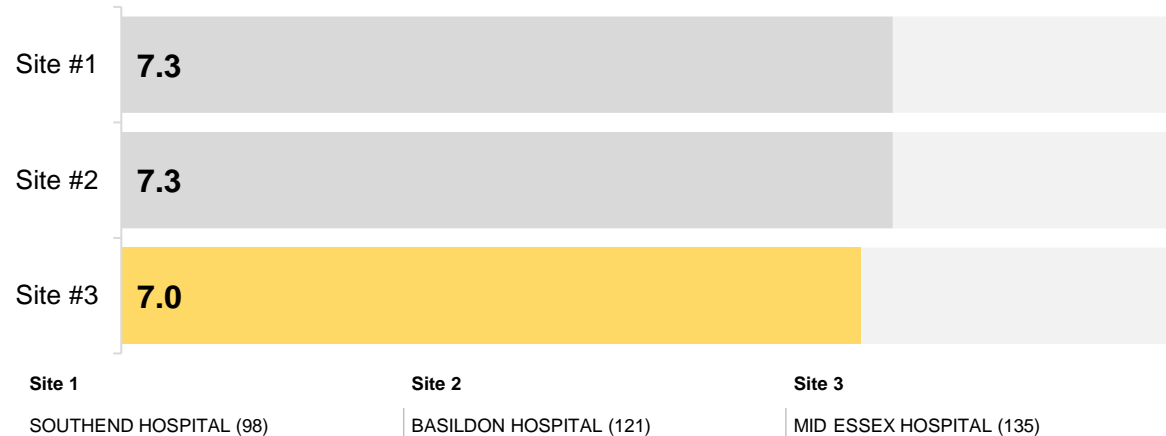 Site #1 7.3
Site #2 7.3
Site #3 7.0
Site 1 Site 2 Site 3
SOUTHEND HOSPITAL (98) BASILDON HOSPITAL (121) MID ESSEX HOSPITAL (135)